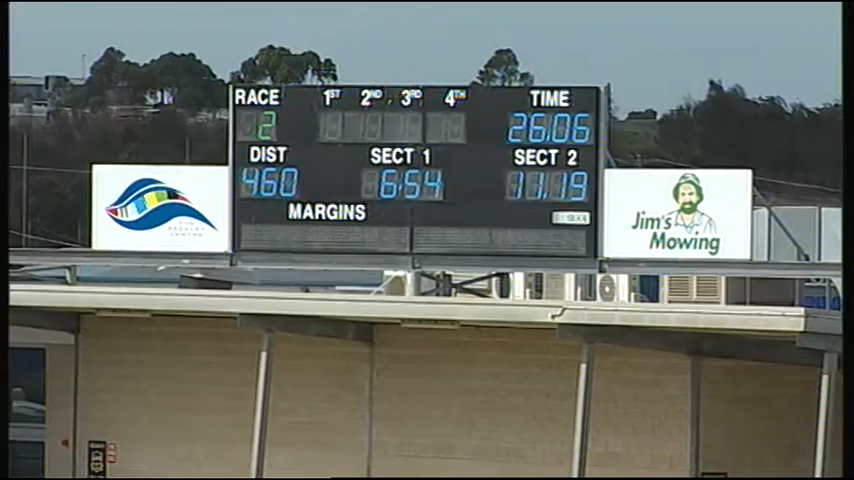 RACE 1ST 2ND 3RD 4TH TIME
2 26.06
DIST SECT 1 SECT 2
460 6.54 11.19
MARGINS
Jim's
Mowing